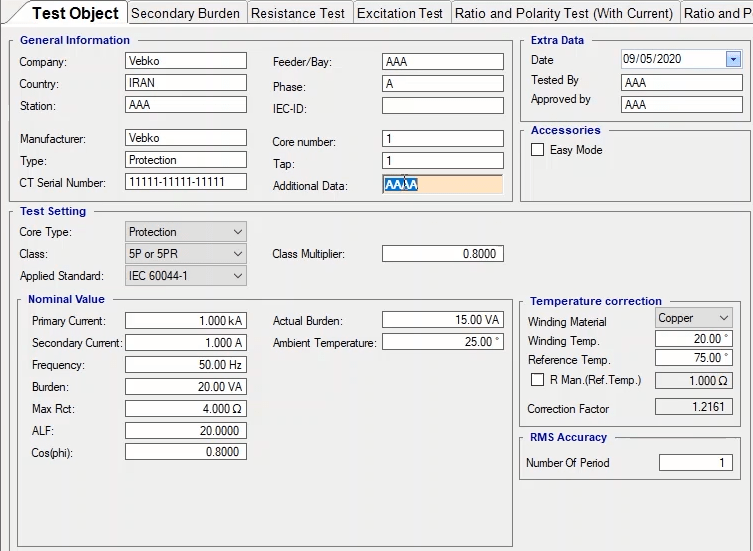 Test Object
Secondary Burden
Resistance Test
Excitation Test
Ratio and Polarity Test (With Current)
Ratio and P
General Information
Company: Vebko
Country: IRAN
Station: AAA
Manufacturer: Vebko
Type: Protection
CT Serial Number: 11111-11111-11111
Feeder/Bay: AAA
Phase: A
IEC-ID:
Core number: 1
Tap: 1
Additional Data: AAAA
Extra Data
Date 09/05/2020
Tested By AAA
Approved by AAA
Accessories
Easy Mode
Test Setting
Core Type: Protection
Class: 5P or 5PR
Applied Standard: IEC 60044-1
Class Multiplier: 0.8000
Nominal Value
Primary Current: 1.000 kA
Secondary Current: 1.000 A
Frequency: 50.00 Hz
Burden: 20.00 VA
Max Rct: 4.000 Ω
ALF: 20.0000
Cos(phi): 0.8000
Actual Burden: 15.00 VA
Ambient Temperature: 25.00 °
Temperature correction
Winding Material Copper
Winding Temp. 20.00 °
Reference Temp. 75.00 °
R Man.(Ref.Temp.) 1.000 Ω
Correction Factor 1.2161
RMS Accuracy
Number Of Period 1